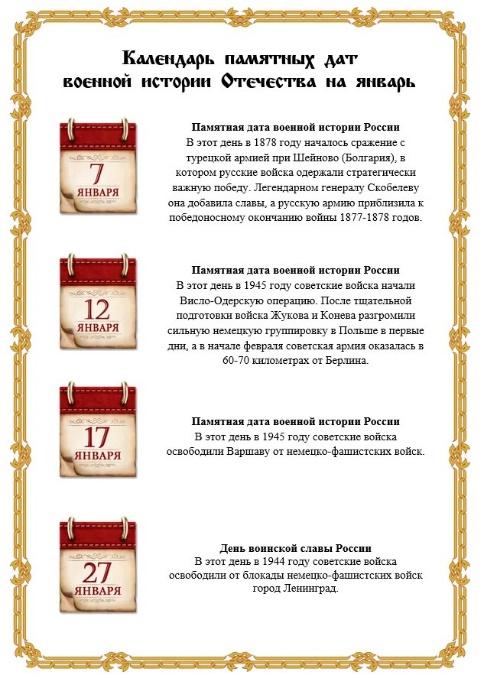 Календарь памятных дат
военной истории Отечества на январь
7
ЯНВАРЯ
Памятная дата военной истории России
В этот день в 1878 году началось сражение с
турецкой армией при Шейново (Болгария), в
котором русские войска одержали стратегически
важную победу. Легендарном генералу Скобелеву
она добавила славы, а русскую армию приблизила к
победоносному окончанию войны 1877-1878 годов.
12
ЯНВАРЯ
Памятная дата военной истории России
В этот день в 1945 году советские войска начали
Висло-Одерскую операцию. После тщательной
подготовки войска Жукова и Конева разгромили
сильную немецкую группировку в Польше в первые
дни, а в начале февраля советская армия оказалась в
60-70 километрах от Берлина.
17
ЯНВАРЯ
Памятная дата военной истории России
В этот день в 1945 году советские войска
освободили Варшаву от немецко-фашистских войск.
27
ЯНВАРЯ
День воинской славы России
В этот день в 1944 году советские войска
освободили от блокады немецко-фашистских войск
город Ленинград.